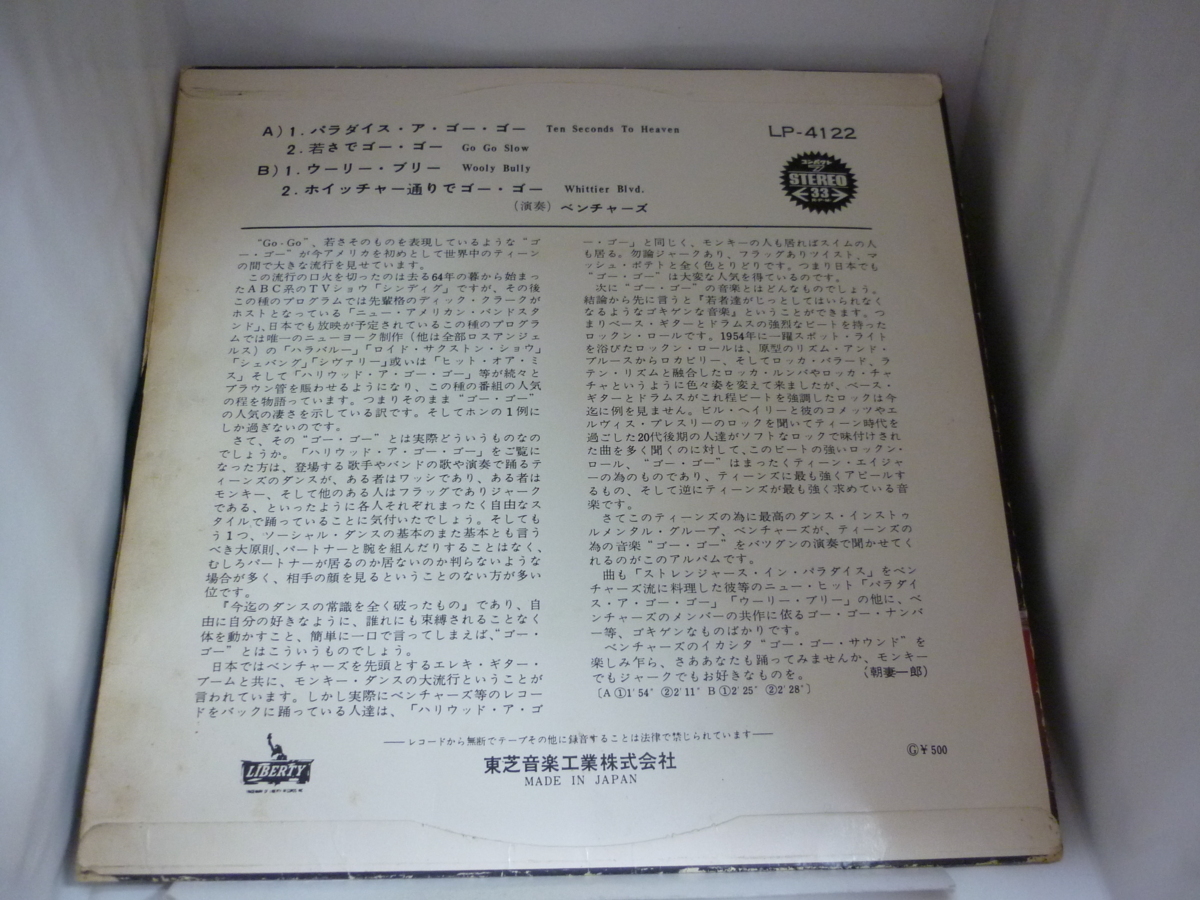 A) 1. パラダイス・ア・ゴー・ゴー Ten Seconds To Heaven
2. 若さでゴー・ゴー Go Go Slow
B) 1. ウーリー・ブリー Wooly Bully
2. ホイッチャー通りでゴー・ゴー Whittier Blvd.
(演奏) ベンチャーズ
LP-4122
コンパクト
STEREO
33
“Go-Go”、若さそのものを表現しているような“ゴ
ー・ゴー”が今アメリカを初めとして世界中のティーン
の間で大きな流行を見せています。
この流行の口火を切ったのは去る64年の暮から始まっ
たABC系のTVショウ「シンディグ」ですが、その後
この種のプログラムでは先輩格のディック・クラークが
ホストとなっている「ニュー・アメリカン・バンドスタ
ンド」、日本でも放映が予定されているこの種のプログラ
ムでは唯一のニューヨーク制作(他は全部ロスアンジェ
ルス)の「ハラバルー」「ロイド・サクストン・ショウ」
「シェバング」「シヴァリー」或いは「ヒット・オア・ミ
ス」そして「ハリウッド・ア・ゴー・ゴー」等が続々と
ブラウン管を賑わせるようになり、この種の番組の人気
の程を物語っています。つまりそのまま“ゴー・ゴー”
の人気の凄さを示している訳です。そしてホンの1例に
しか過ぎないのです。
さて、その“ゴー・ゴー”とは実際どういうものなの
でしょうか。「ハリウッド・ア・ゴー・ゴー」をご覧に
なった方は、登場する歌手やバンドの歌や演奏で踊るテ
ィーンズのダンスが、ある者はワッシであり、ある者は
モンキー、そして他のある人はフラッグでありジャーク
である、といったように各人それぞれまったく自由なス
タイルで踊っていることに気付いたでしょう。そしても
う1つ、ソーシャル・ダンスの基本のまた基本とも言う
べき大原則、パートナーと腕を組んだりすることはなく、
むしろパートナーが居るのか居ないのか判らないような
場合が多く、相手の顔を見るということのない方が多い
位です。
『今迄のダンスの常識を全く破ったもの』であり、自
由に自分の好きなように、誰れにも束縛されることなく
体を動かすこと、簡単に一口で言ってしまえば、“ゴー・
ゴー”とはこういうものでしょう。
日本ではベンチャーズを先頭とするエレキ・ギター・
ブームと共に、モンキー・ダンスの大流行ということが
言われています。しかし実際にベンチャーズ等のレコー
ドをバックに踊っている人達は、「ハリウッド・ア・ゴ
ー・ゴー」と同じく、モンキーの人も居ればスイムの人
も居る。勿論ジャークあり、フラッグありツイスト、マ
ッシュ・ポテトと全く色とりどりです。つまり日本でも
“ゴー・ゴー”は大変な人気を得ているのです。
次に“ゴー・ゴー”の音楽とはどんなものでしょう。
結論から先に言うと『若者達がじっとしてはいられなく
なるようなゴキゲンな音楽』ということができます。つ
まりベース・ギターとドラムスの強烈なビートを持った
ロックン・ロールです。1954年に一躍スポット・ライト
を浴びたロックン・ロールは、原型のリズム・アンド・
ブルースからロカビリー、そしてロッカ・バラード、ラ
テン・リズムと融合したロッカ・ルンバやロッカ・チャ
チャというように色々姿を変えて来ましたが、ベース・
ギターとドラムスがこれ程ビートを強調したロックは今
迄に例を見ません。ビル・ヘイリーと彼のコメッツやエ
ルヴィス・プレスリーのロックを聞いてティーン時代を
過ごした20代後期の人達がソフトなロックで味付けされ
た曲を多く聞くのに対して、このビートの強いロックン・
ロール、“ゴー・ゴー”はまったくティーン・エイジャ
ーの為のものであり、ティーンズに最も強くアピールす
るもの、そして逆にティーンズが最も強く求めている音
楽です。
さてこのティーンズの為に最高のダンス・インストゥ
ルメンタル・グループ、ベンチャーズが、ティーンズの
為の音楽“ゴー・ゴー”をバツグンの演奏で聞かせてく
れるのがこのアルバムです。
曲も「ストレンジャース・イン・パラダイス」をベン
チャーズ流に料理した彼等のニュー・ヒット「パラダイ
ス・ア・ゴー・ゴー」「ウーリー・ブリー」の他に、ベ
ンチャーズのメンバーの共作に依るゴー・ゴー・ナンバ
ー等、ゴキゲンなものばかりです。
ベンチャーズのイカシタ“ゴー・ゴー・サウンド”を
楽しみ乍ら、さああなたも踊ってみませんか、モンキー
でもジャークでもお好きなものを。 (朝妻一郎)
〔A①1′54″ ②2′11″ B①2′25″ ②2′28″〕
――レコードから無断でテープその他に録音することは法律で禁じられています――
LIBERTY
東芝音楽工業株式会社
MADE IN JAPAN
Ⓖ¥500